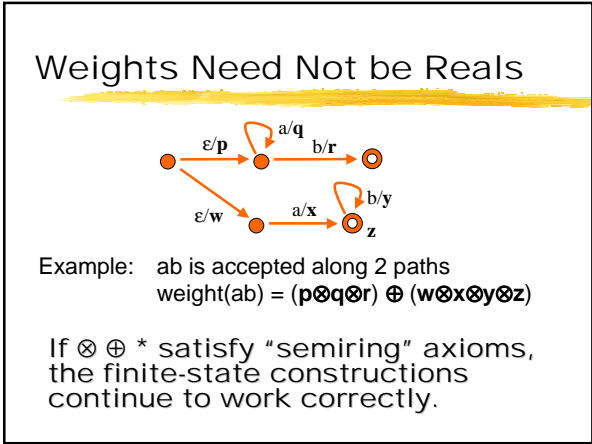 Weights Need Not be Reals
a/q
ε/p
b/r
b/y
ε/w
a/x
z
Example: ab is accepted along 2 paths
weight(ab) = (p⊗q⊗r) ⊕ (w⊗x⊗y⊗z)
If ⊗ ⊕ * satisfy “semiring” axioms,
the finite-state constructions
continue to work correctly.